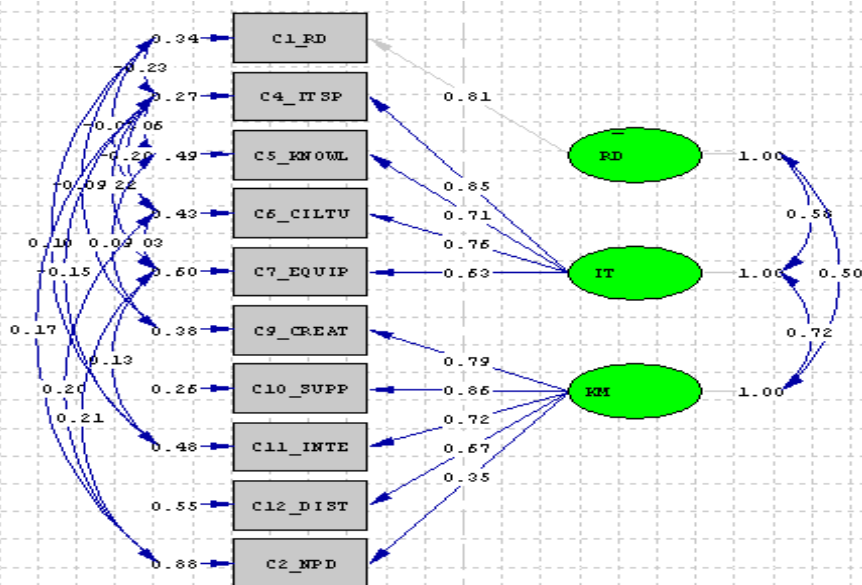 0.34 C1_RD
-0.23
0.27 C4_ITSP 0.81
RD 1.00
C5_KNOWL
0.85
0.43 C6_CILTU 0.71 0.58
0.10 0.76
-0.15 0.60 C7_EQUIP 0.63 IT 1.00 0.50
0.17 0.38 C9_CREAT 0.72
0.13 0.79
0.20 0.26 C10_SUPP 0.86 KM 1.00
0.21 0.72
0.48 C11_INTE 0.67
0.35
0.55 C12_DIST
0.88 C2_NPD